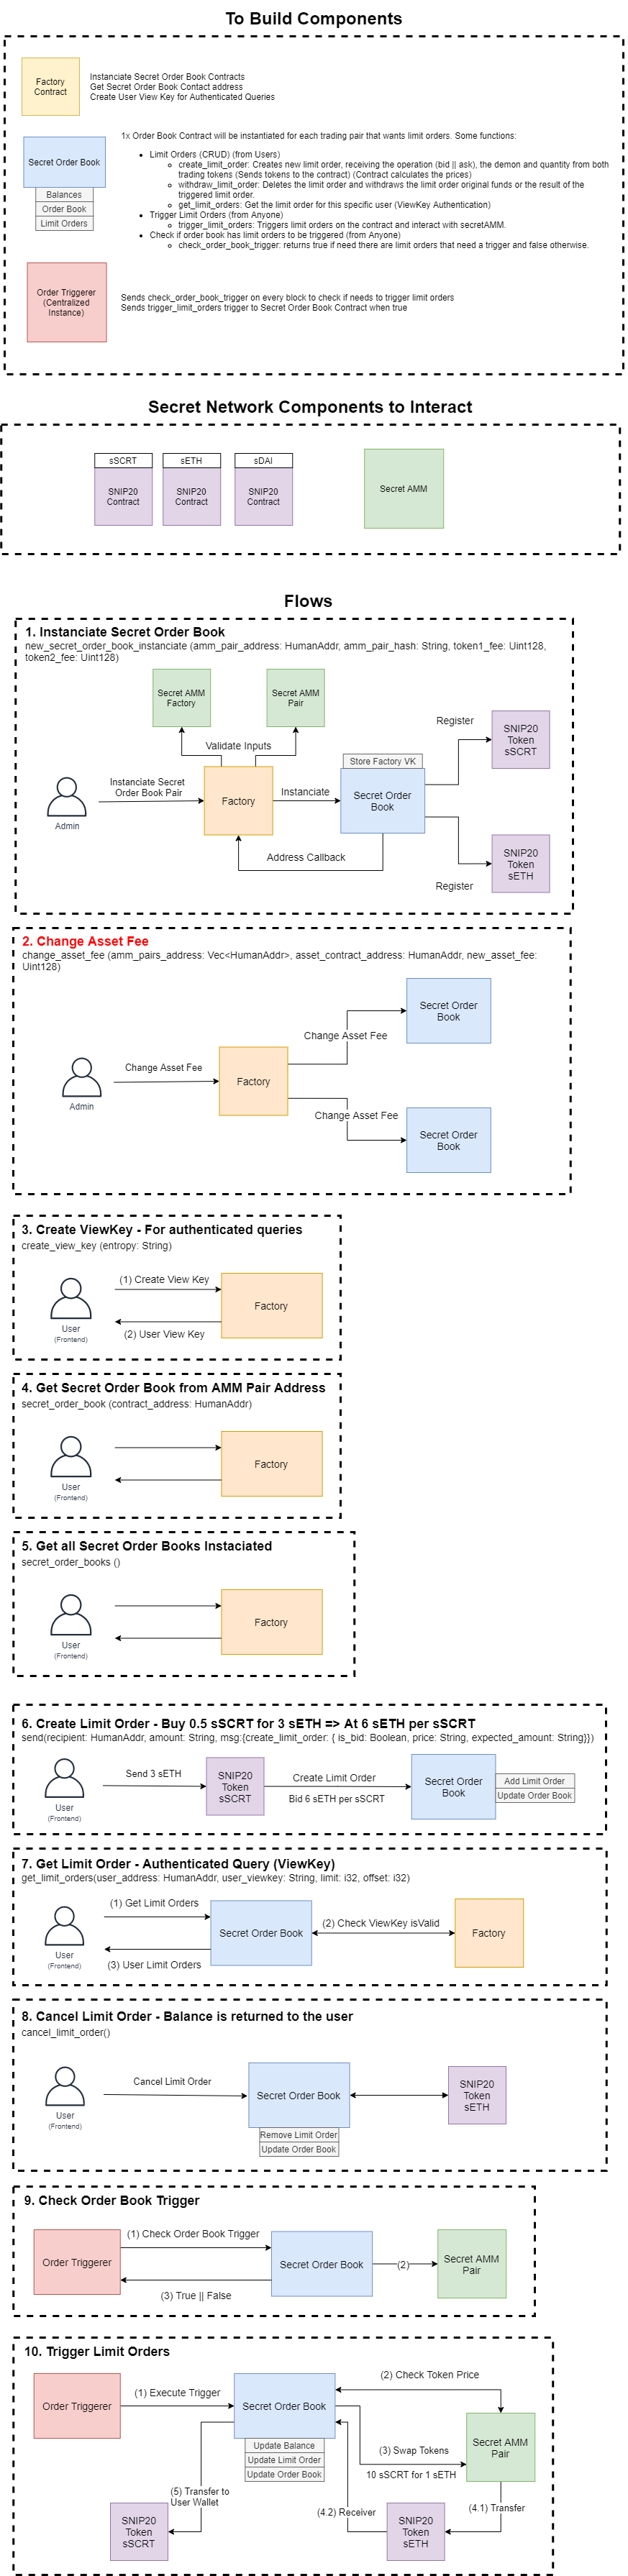 To Build Components
Factory
Contract
Instanciate Secret Order Book Contracts
Get Secret Order Book Contact address
Create User View Key for Authenticated Queries
Secret Order Book
Balances
Order Book
Limit Orders
1x Order Book Contract will be instantiated for each trading pair that wants limit orders. Some functions:
• Limit Orders (CRUD) (from Users)
create_limit_order: Creates new limit order, receiving the operation (bid || ask), the demon and quantity from both
trading tokens (Sends tokens to the contract) (Contract calculates the prices)
withdraw_limit_order: Deletes the limit order and withdraws the limit order original funds or the result of the
triggered limit order.
get_limit_orders: Get the limit order for this specific user (ViewKey Authentication)
• Trigger Limit Orders (from Anyone)
trigger_limit_orders: Triggers limit orders on the contract and interact with secretAMM.
• Check if order book has limit orders to be triggered (from Anyone)
check_order_book_trigger: returns true if need there are limit orders that need a trigger and false otherwise.
Order Triggerer
(Centralized
Instance)
Sends check_order_book_trigger on every block to check if needs to trigger limit orders
Sends trigger_limit_orders trigger to Secret Order Book Contract when true
Secret Network Components to Interact
sSCRT
SNIP20
Contract
sETH
SNIP20
Contract
sDAI
SNIP20
Contract
Secret AMM
Flows
1. Instanciate Secret Order Book
new_secret_order_book_instanciate (amm_pair_address: HumanAddr, amm_pair_hash: String, token1_fee: Uint128,
token2_fee: Uint128)
Secret AMM
Factory
Secret AMM
Pair
Validate Inputs
Register
SNIP20
Token
sSCRT
Store Factory VK
Admin
Instanciate Secret
Order Book Pair
Factory
Instanciate
Secret Order
Book
Address Callback
Register
SNIP20
Token
sETH
2. Change Asset Fee
change_asset_fee (amm_pairs_address: Vec<HumanAddr>, asset_contract_address: HumanAddr, new_asset_fee:
Uint128)
Secret Order
Book
Change Asset Fee
Admin
Change Asset Fee
Factory
Change Asset Fee
Secret Order
Book
3. Create ViewKey - For authenticated queries
create_view_key (entropy: String)
User
(Frontend)
(1) Create View Key
(2) User View Key
Factory
4. Get Secret Order Book from AMM Pair Address
secret_order_book (contract_address: HumanAddr)
User
(Frontend)
Factory
5. Get all Secret Order Books Instaciated
secret_order_books ()
User
(Frontend)
Factory
6. Create Limit Order - Buy 0.5 sSCRT for 3 sETH => At 6 sETH per sSCRT
send(recipient: HumanAddr, amount: String, msg:{create_limit_order: { is_bid: Boolean, price: String, expected_amount: String}})
User
(Frontend)
Send 3 sETH
SNIP20
Token
sSCRT
Create Limit Order
Bid 6 sETH per sSCRT
Secret Order
Book
Add Limit Order
Update Order Book
7. Get Limit Order - Authenticated Query (ViewKey)
get_limit_orders(user_address: HumanAddr, user_viewkey: String, limit: i32, offset: i32)
User
(Frontend)
(1) Get Limit Orders
(3) User Limit Orders
Secret Order Book
(2) Check ViewKey isValid
Factory
8. Cancel Limit Order - Balance is returned to the user
cancel_limit_order()
User
(Frontend)
Cancel Limit Order
Secret Order Book
Remove Limit Order
Update Order Book
SNIP20
Token
sETH
9. Check Order Book Trigger
Order Triggerer
(1) Check Order Book Trigger
(3) True || False
Secret Order Book
(2)
Secret AMM
Pair
10. Trigger Limit Orders
Order Triggerer
(1) Execute Trigger
Secret Order Book
Update Balance
Update Limit Order
Update Order Book
(2) Check Token Price
(3) Swap Tokens
10 sSCRT for 1 sETH
Secret AMM
Pair
(5) Transfer to
User Wallet
SNIP20
Token
sSCRT
(4.2) Receiver
SNIP20
Token
sETH
(4.1) Transfer